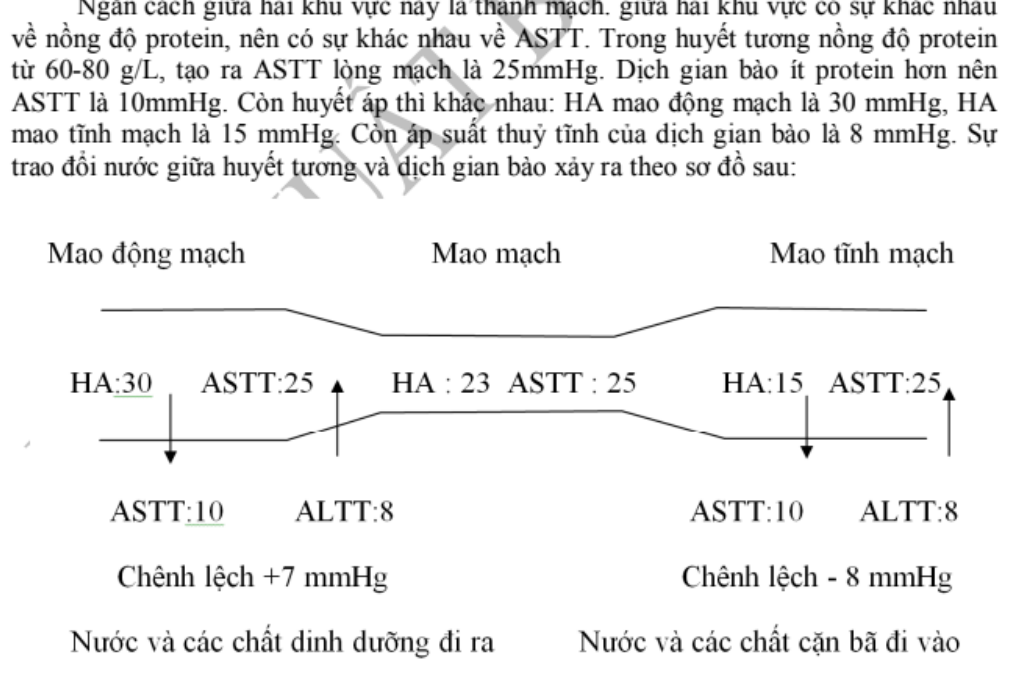 Ngăn cách giữa hai khu vực này là thành mạch. giữa hai khu vực có sự khác nhau
về nồng độ protein, nên có sự khác nhau về ASTT. Trong huyết tương nồng độ protein
từ 60-80 g/L, tạo ra ASTT lòng mạch là 25mmHg. Dịch gian bào ít protein hơn nên
ASTT là 10mmHg. Còn huyết áp thì khác nhau: HA mao động mạch là 30 mmHg, HA
mao tĩnh mạch là 15 mmHg. Còn áp suất thuỷ tĩnh của dịch gian bào là 8 mmHg. Sự
trao đổi nước giữa huyết tương và dịch gian bào xảy ra theo sơ đồ sau:
Mao động mạch Mao mạch Mao tĩnh mạch
HA:30 ASTT:25 HA : 23 ASTT : 25 HA:15 ASTT:25
ASTT:10 ALTT:8 ASTT:10 ALTT:8
Chênh lệch +7 mmHg Chênh lệch - 8 mmHg
Nước và các chất dinh dưỡng đi ra Nước và các chất cặn bã đi vào